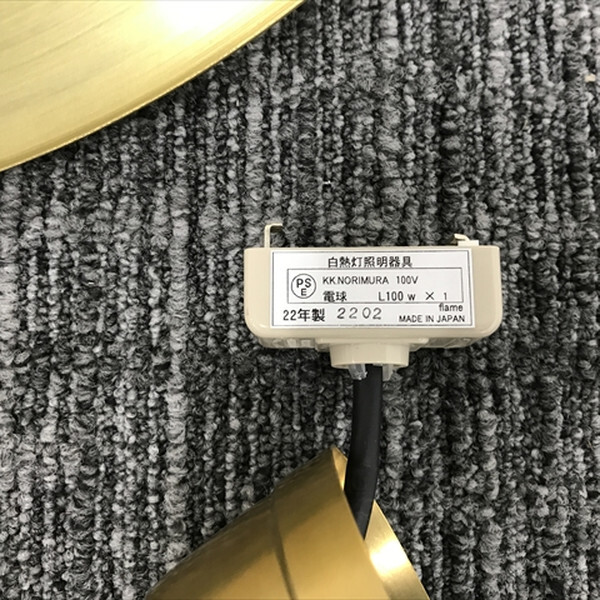 白熱灯照明器具
PS
E
KK.NORIMURA 100V
電球 L100 w × 1
flame
22年製 2202 MADE IN JAPAN